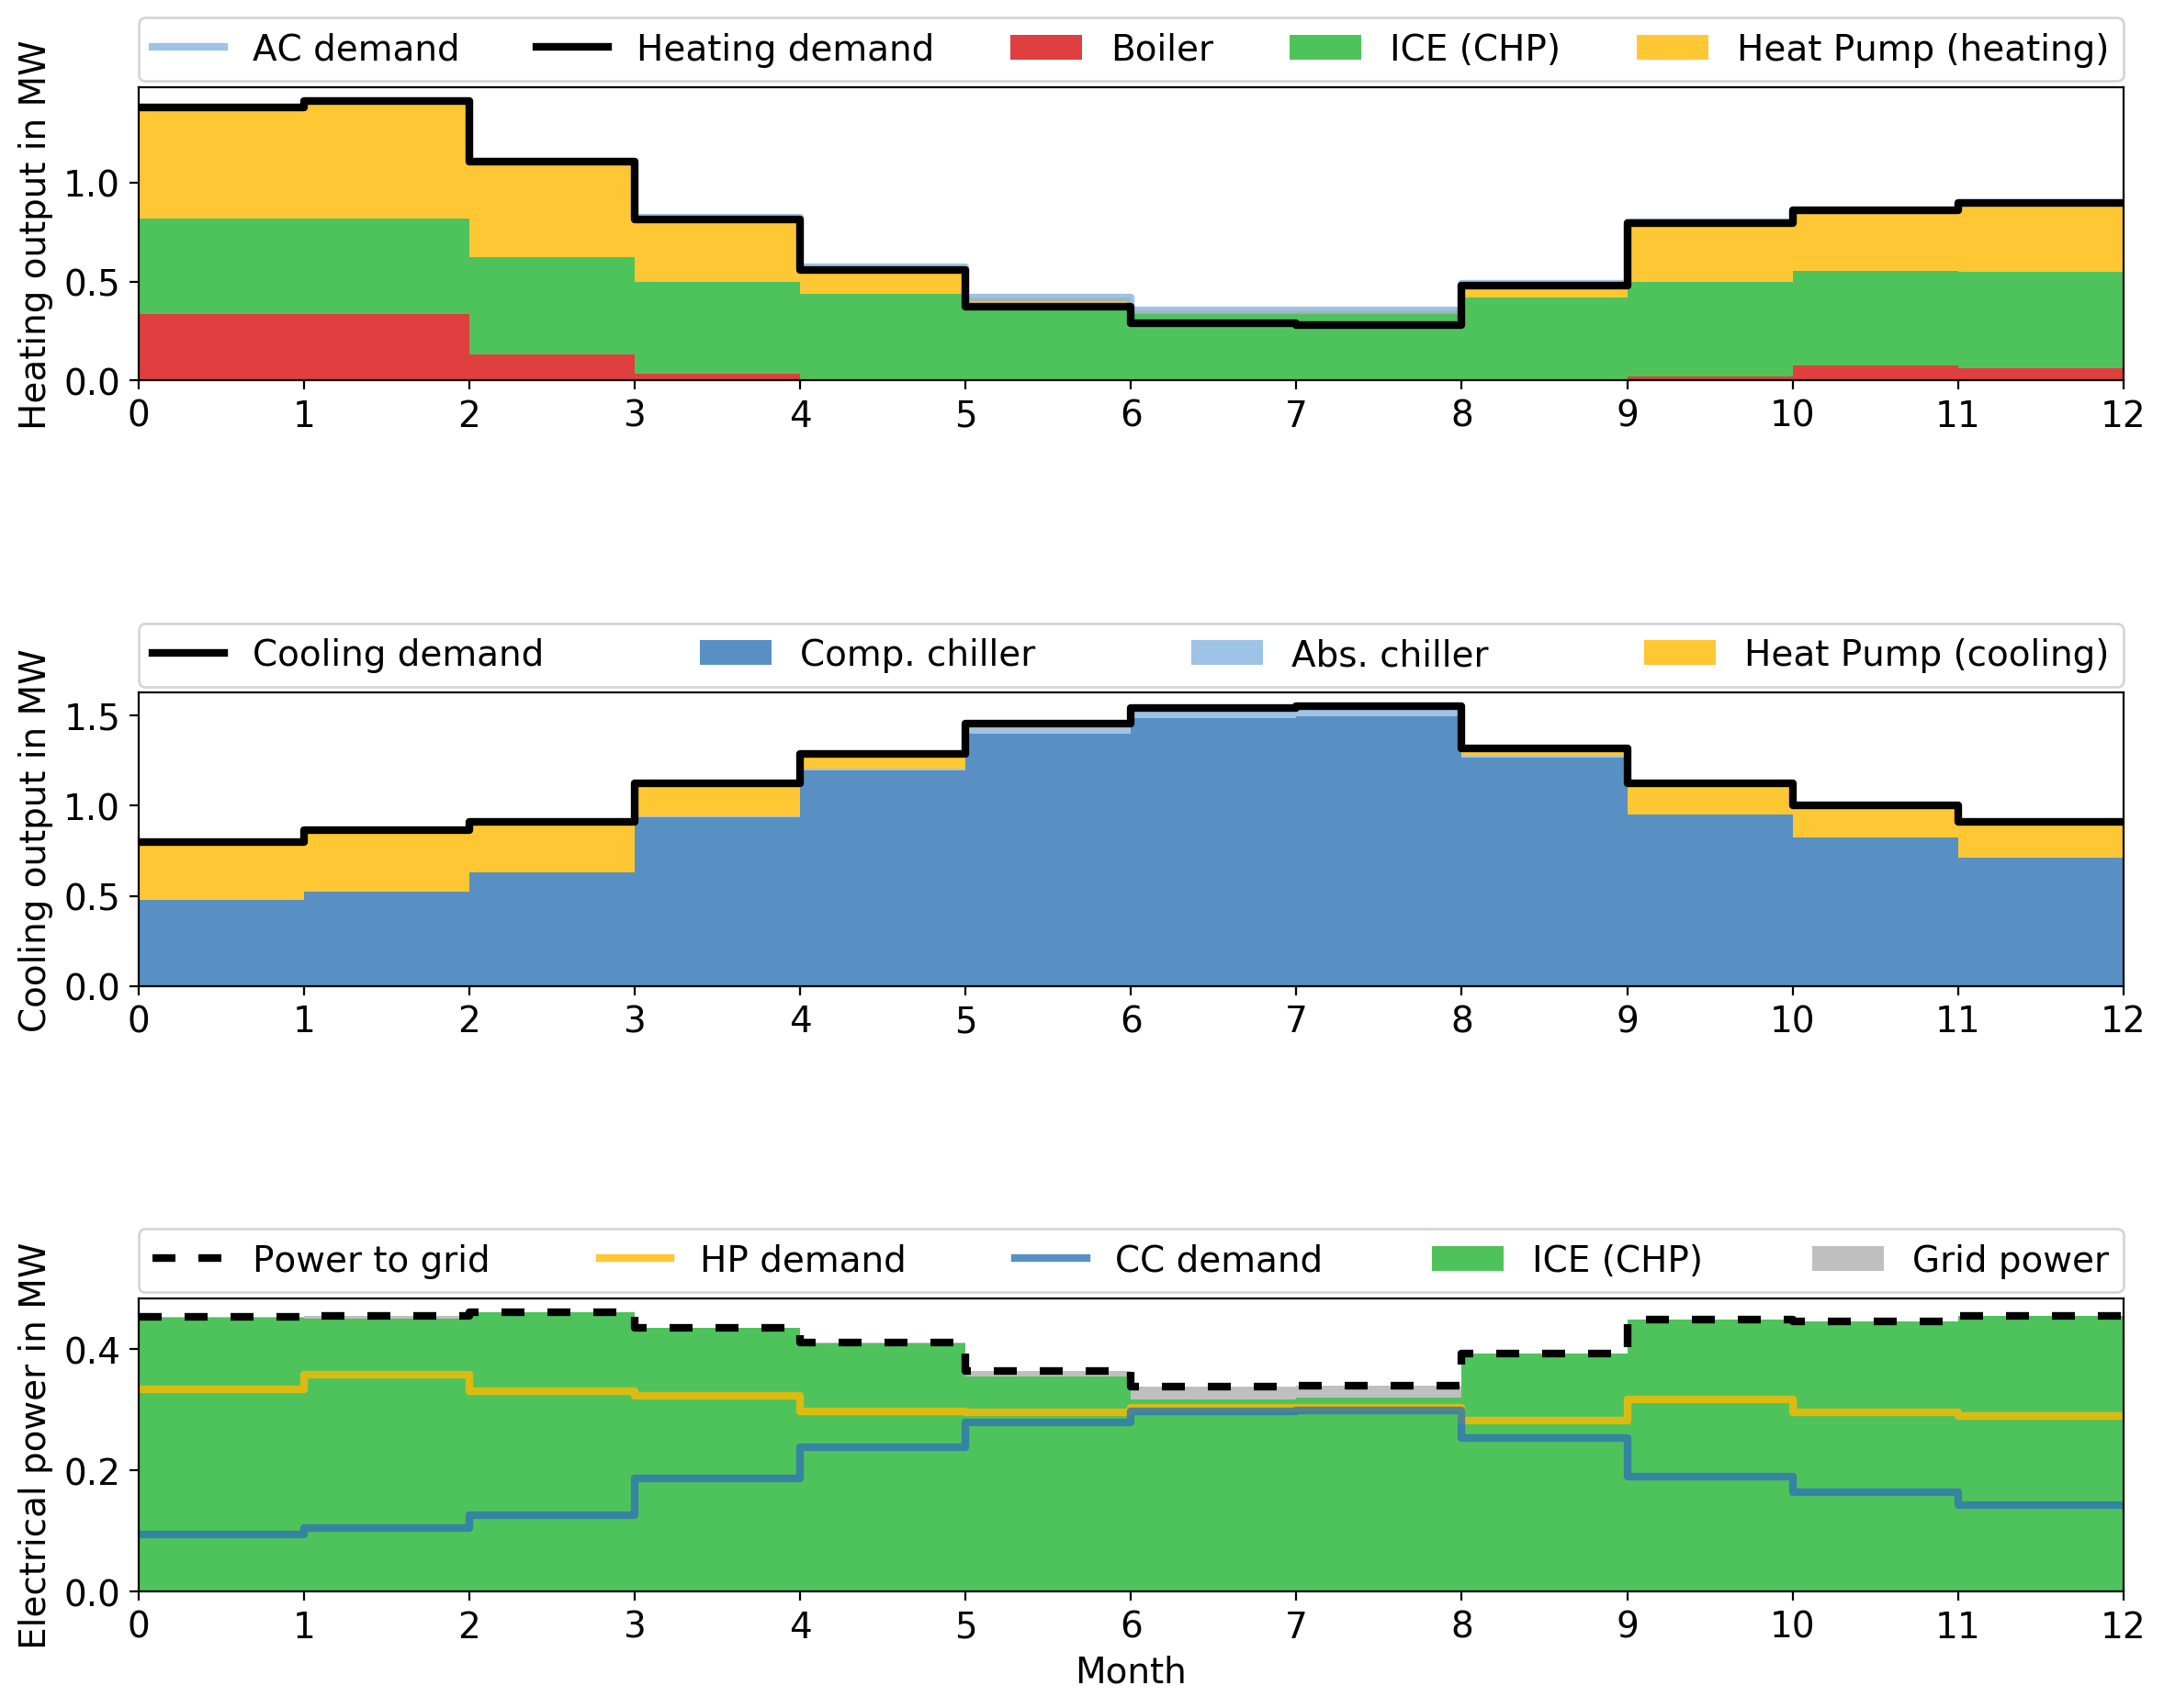 AC demand Heating demand Boiler ICE (CHP) Heat Pump (heating)
Heating output in MW
1.0
0.5
0.0
0 1 2 3 4 5 6 7 8 9 10 11 12
Cooling demand Comp. chiller Abs. chiller Heat Pump (cooling)
Cooling output in MW
1.5
1.0
0.5
0.0
0 1 2 3 4 5 6 7 8 9 10 11 12
Power to grid HP demand CC demand ICE (CHP) Grid power
Electrical power in MW
0.4
0.2
0.0
0 1 2 3 4 5 6 7 8 9 10 11 12
Month